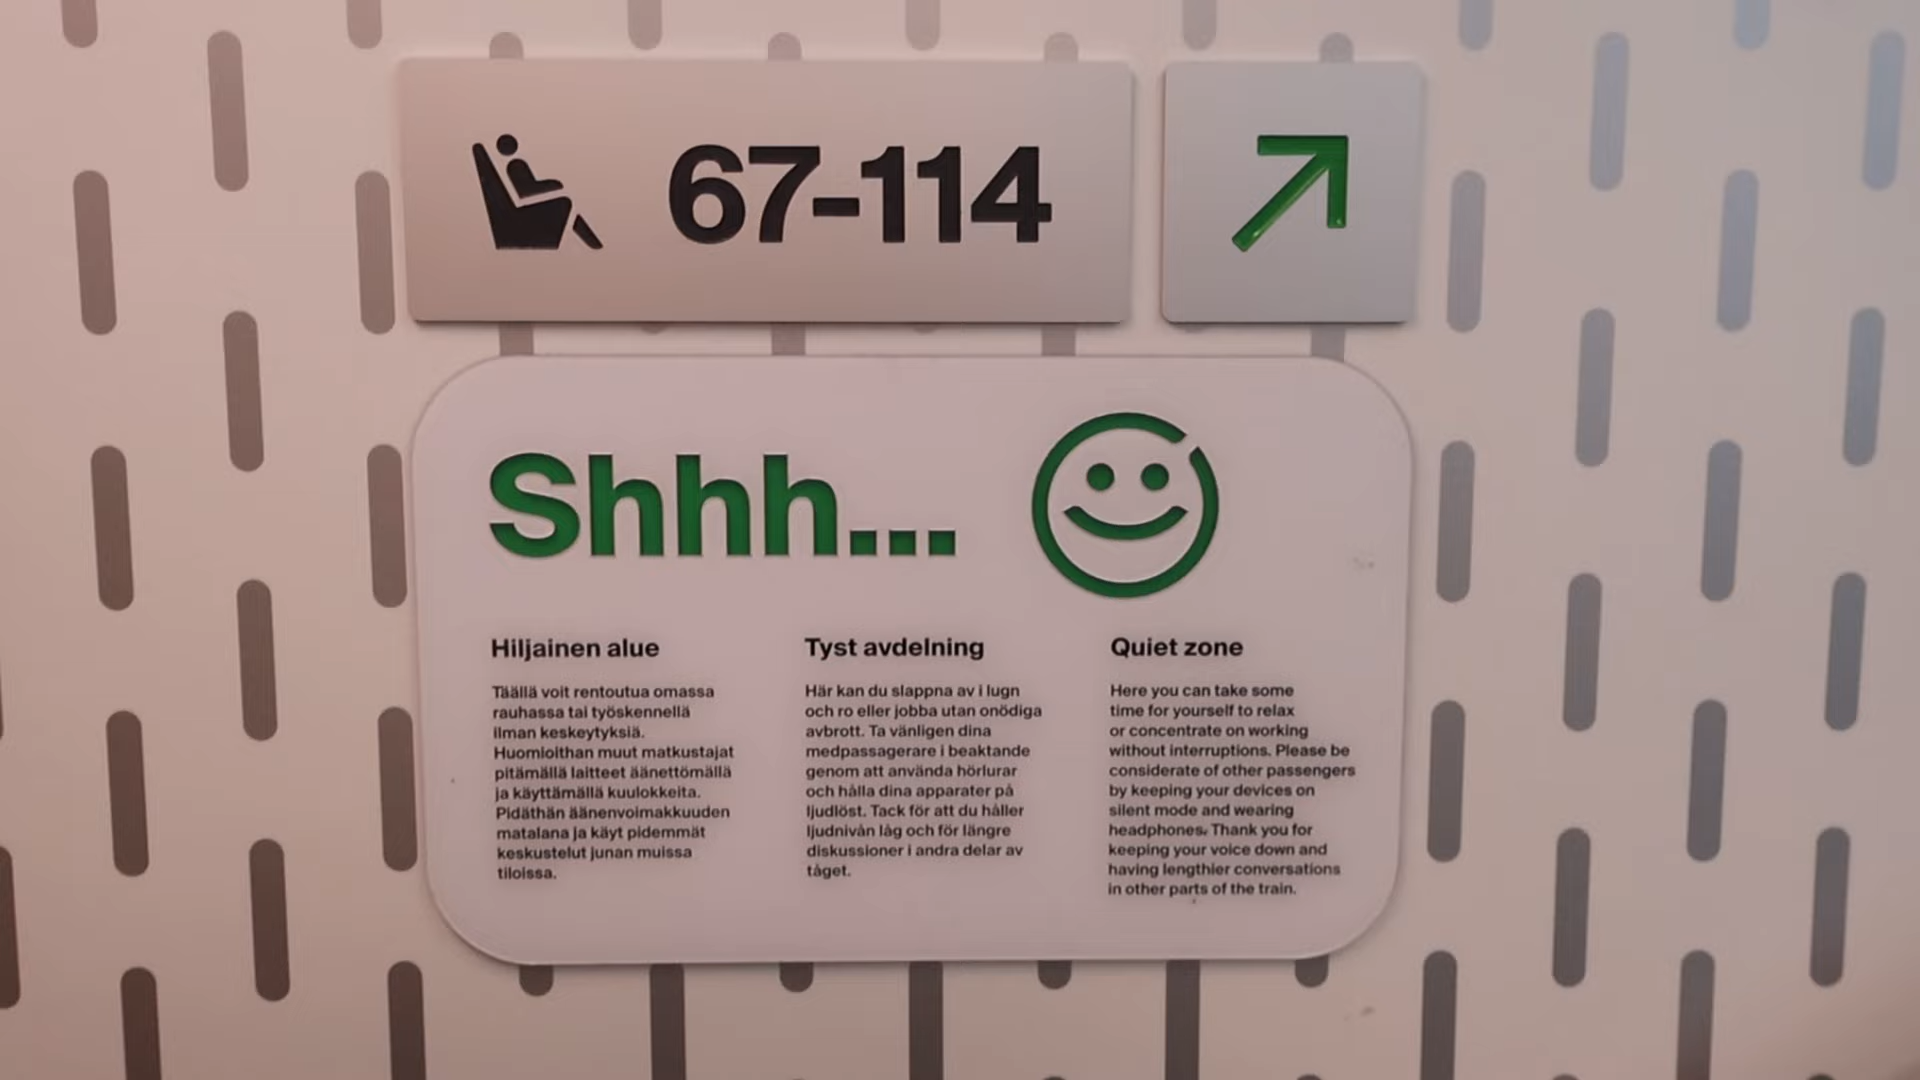 67-114
Shhh...
Hiljainen alue
Täällä voit rentoutua omassa
rauhassa tai työskennellä
ilman keskeytyksiä.
Huomioithan muut matkustajat
pitämällä laitteet äänettömällä
ja käyttämällä kuulokkeita.
Pidäthän äänenvoimakkuuden
matalana ja käyt pidemmät
keskustelut junan muissa
tiloissa.
Tyst avdelning
Här kan du slappna av i lugn
och ro eller jobba utan onödiga
avbrott. Ta vänligen dina
medpassagerare i beaktande
genom att använda hörlurar
och hålla dina apparater på
ljudlöst. Tack för att du håller
ljudnivån låg och för längre
diskussioner i andra delar av
tåget.
Quiet zone
Here you can take some
time for yourself to relax
or concentrate on working
without interruptions. Please be
considerate of other passengers
by keeping your devices on
silent mode and wearing
headphones. Thank you for
keeping your voice down and
having lengthier conversations
in other parts of the train.